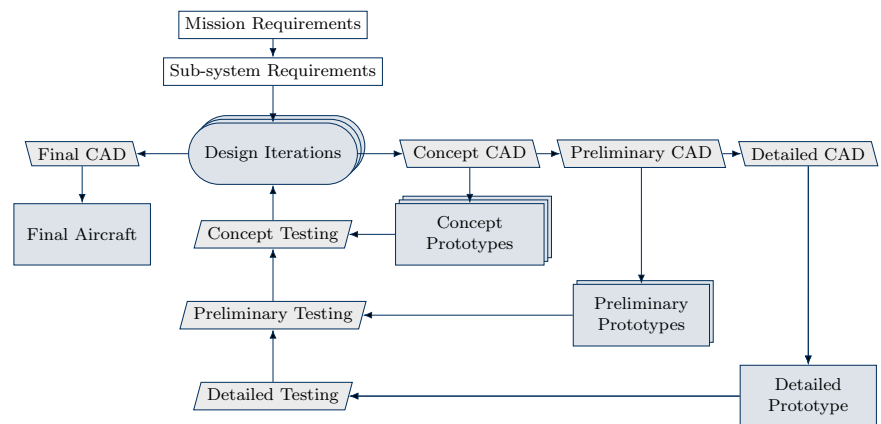 Mission Requirements
Sub-system Requirements
Final CAD
Design Iterations
Concept CAD
Preliminary CAD
Detailed CAD
Final Aircraft
Concept Testing
Concept
Prototypes
Preliminary Testing
Preliminary
Prototypes
Detailed Testing
Detailed
Prototype